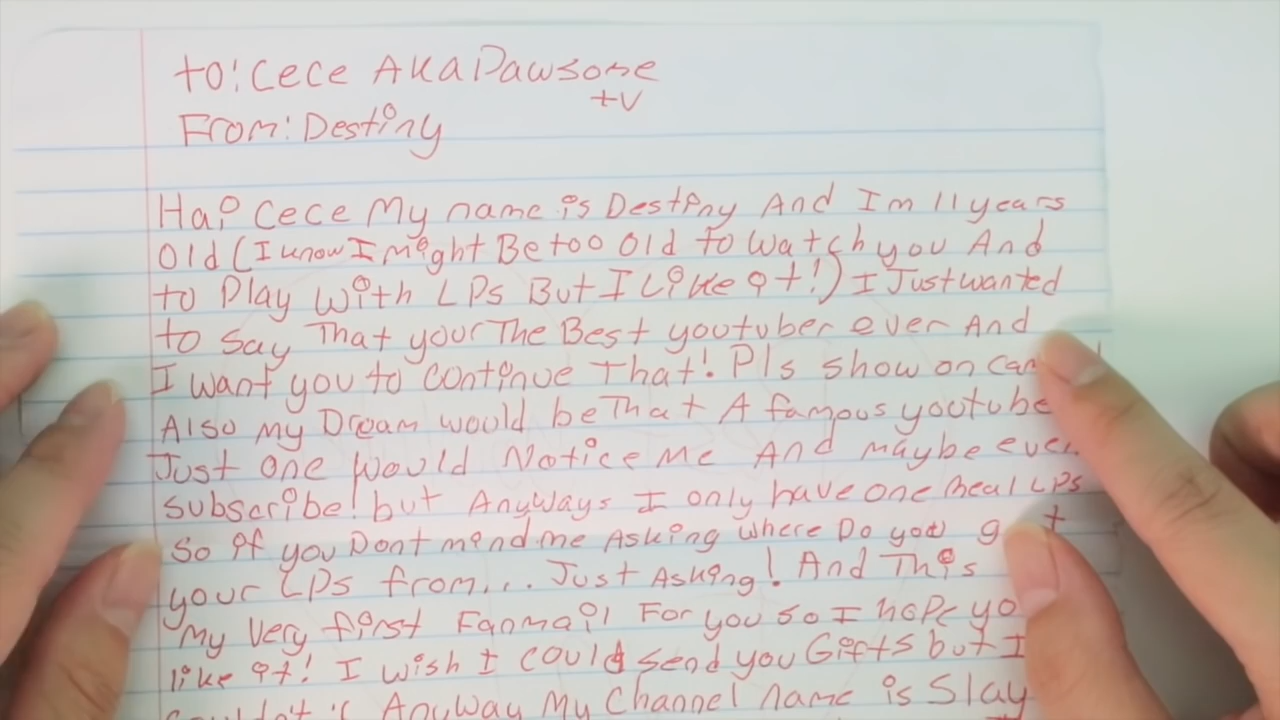 to: Cece AKA Pawsome
tv
From: Destiny
Hai Cece My name is Destiny And Im 11 years
old (I know I might Be too old to watch you And
to Play with LPs But I Like it!) I Just wanted
to say That your The Best youtuber ever And
I want you to continue That! Pls show on cam
Also my Dream would be That A famous youtube
Just one would Notice Me And maybe even
subscribe! but AnyWays I only have one real LPs
So if you Dont mind me Asking where Do you
your LPs from... Just Asking! And This
My Very first Fanmail For you so I hope yo
like it! I wish I could send you Gifts but I
Couldn't :( AnyWay My Channel name is Slay